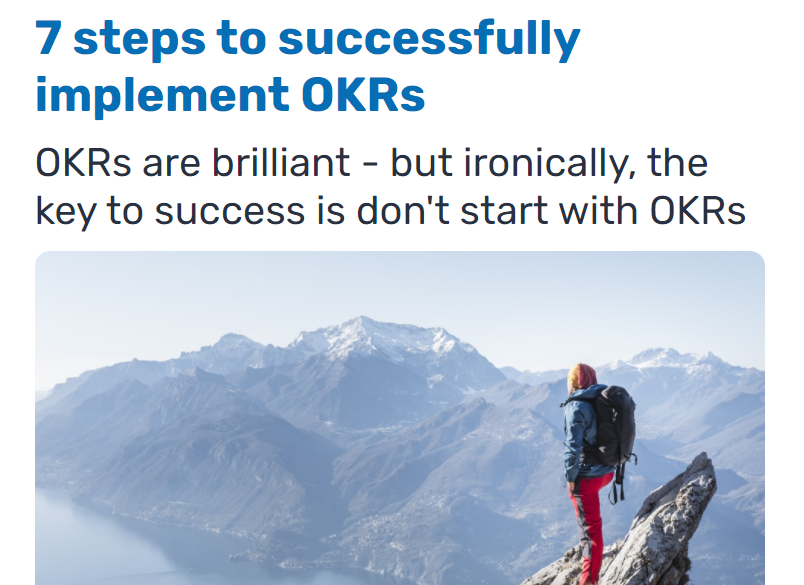 7 steps to successfully
implement OKRs
OKRs are brilliant - but ironically, the
key to success is don't start with OKRs